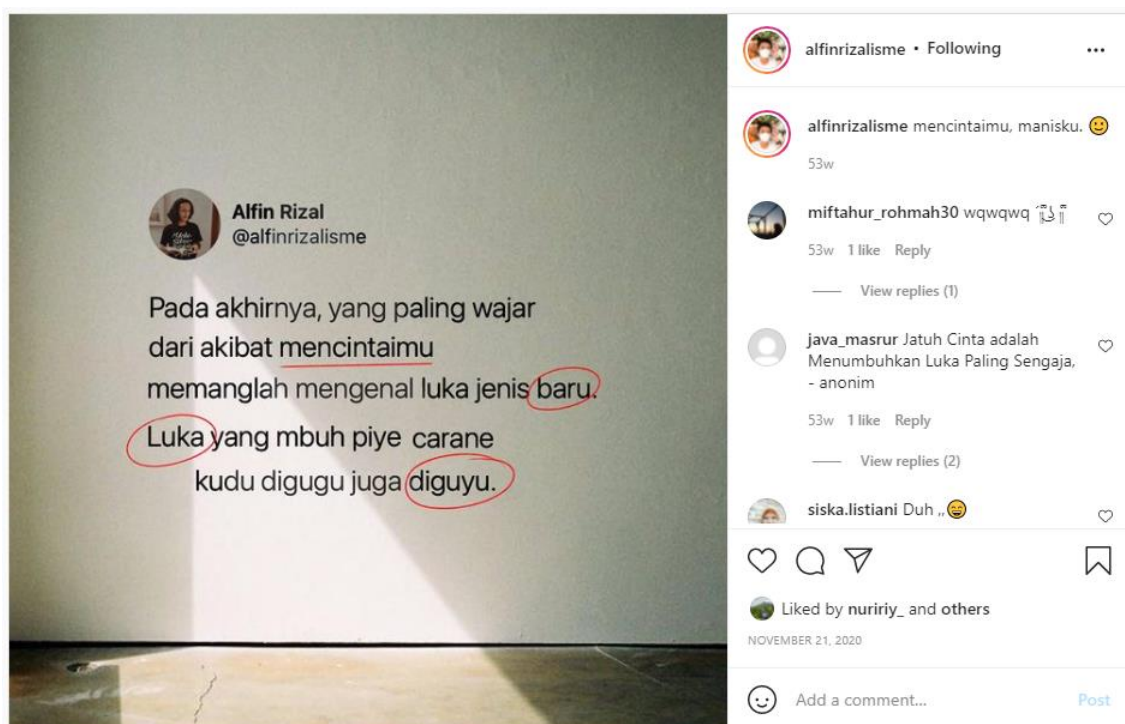 Alfin Rizal
@alfinrizalisme
Pada akhirnya, yang paling wajar
dari akibat mencintaimu
memanglah mengenal luka jenis baru.
Luka yang mbuh piye carane
kudu digugu juga diguyu.
alfinrizalisme • Following
alfinrizalisme mencintaimu, manisku. 🙂
53w
miftahur_rohmah30 wqwqwq
53w 1 like Reply
View replies (1)
java_masrur Jatuh Cinta adalah
Menumbuhkan Luka Paling Sengaja,
- anonim
53w 1 like Reply
View replies (2)
siska.listiani Duh ,, 😄
Liked by nuririy_ and others
NOVEMBER 21, 2020
Add a comment...
Post